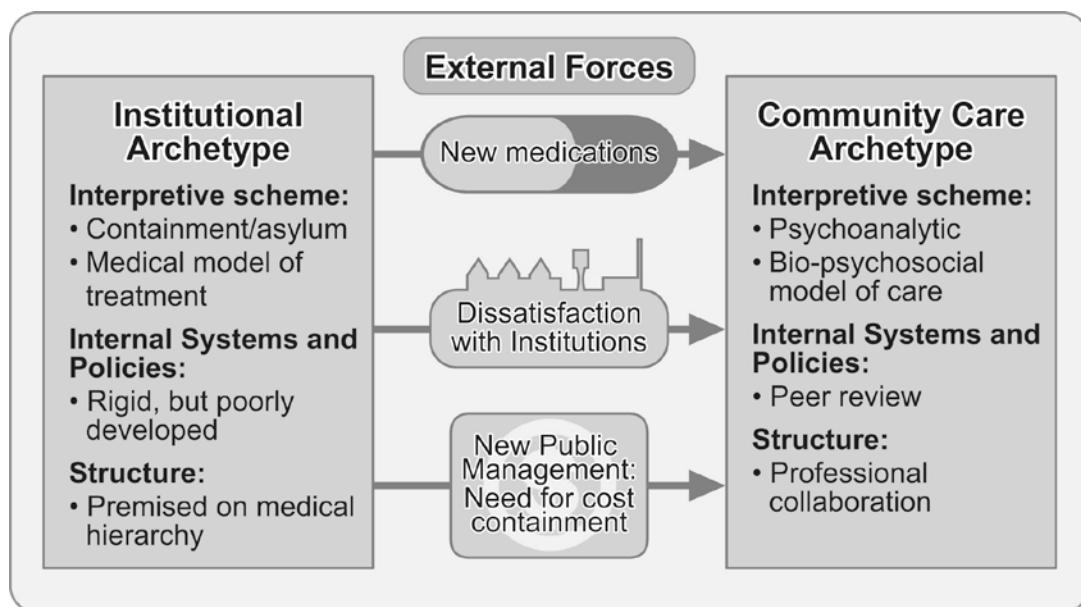 External Forces
Institutional
Archetype
Interpretive scheme:
• Containment/asylum
• Medical model of
treatment
Internal Systems and
Policies:
• Rigid, but poorly
developed
Structure:
• Premised on medical
hierarchy
New medications
Dissatisfaction
with Institutions
New Public
Management:
Need for cost
containment
Community Care
Archetype
Interpretive scheme:
• Psychoanalytic
• Bio-psychosocial
model of care
Internal Systems and
Policies:
• Peer review
Structure:
• Professional
collaboration